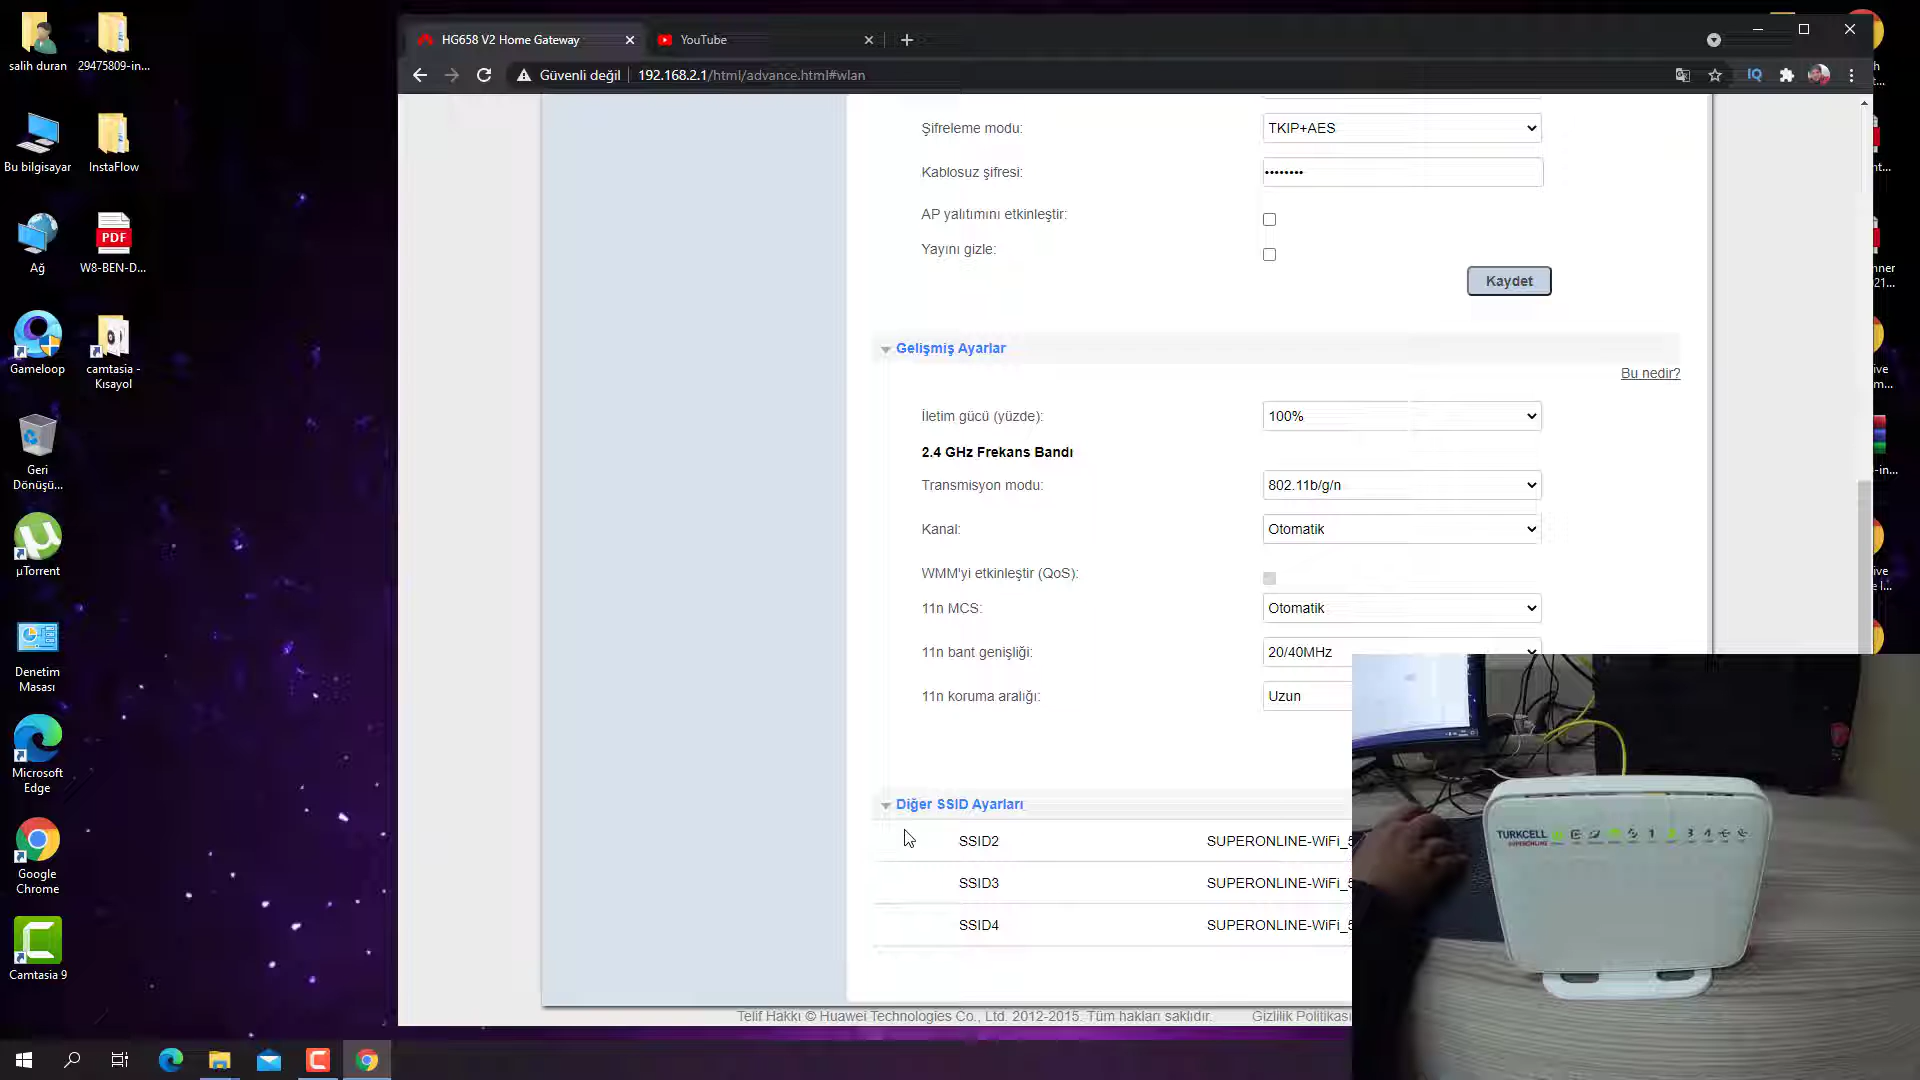 salih duran
29475809-in...
Bu bilgisayar
InstaFlow
Ağ
PDF
W8-BEN-D...
Gameloop
camtasia -
Kısayol
Geri
Dönüşü...
µTorrent
Denetim
Masası
Microsoft
Edge
Google
Chrome
Camtasia 9
HG658 V2 Home Gateway
YouTube
Güvenli değil
192.168.2.1/html/advance.html#wlan
IQ
Şifreleme modu:
TKIP+AES
Kablosuz şifresi:
••••••••
AP yalıtımını etkinleştir:
Yayını gizle:
Kaydet
Gelişmiş Ayarlar
Bu nedir?
İletim gücü (yüzde):
100%
2.4 GHz Frekans Bandı
Transmisyon modu:
802.11b/g/n
Kanal:
Otomatik
WMM'yi etkinleştir (QoS):
11n MCS:
Otomatik
11n bant genişliği:
20/40MHz
11n koruma aralığı:
Uzun
Diğer SSID Ayarları
SSID2
SUPERONLINE-WiFi_5
SSID3
SUPERONLINE-WiFi_5
SSID4
SUPERONLINE-WiFi_5
Telif Hakkı © Huawei Technologies Co., Ltd. 2012-2015. Tüm hakları saklıdır.
Gizlilik Politikası
TURKCELL
SUPERONLINE